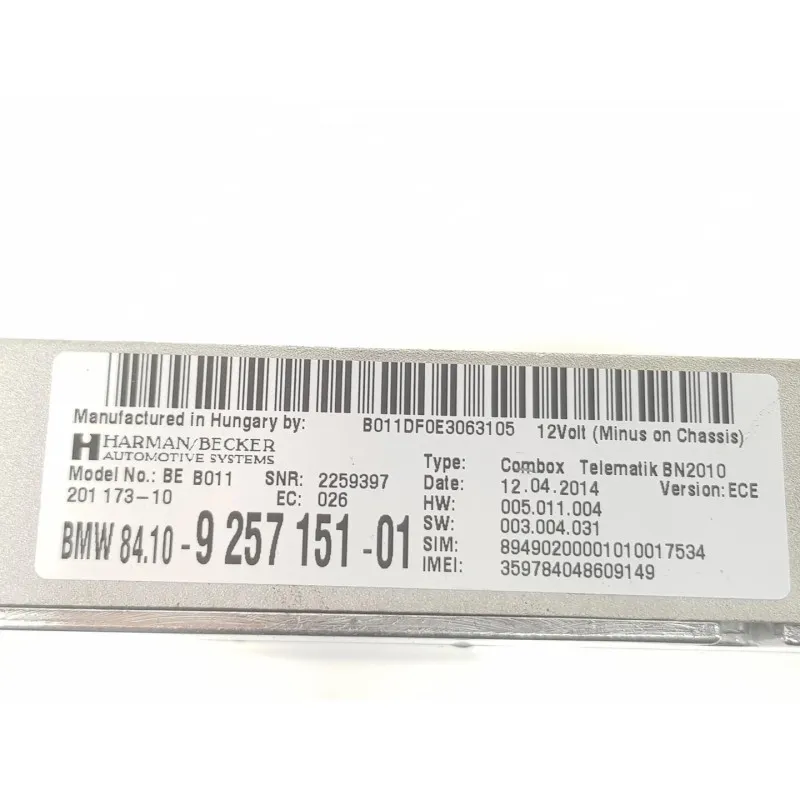 Manufactured in Hungary by: B011DF0E3063105 12Volt (Minus on Chassis)
HARMAN/BECKER
AUTOMOTIVE SYSTEMS
Model No.: BE B011 SNR: 2259397
201 173-10 EC: 026
BMW 84.10 - 9 257 151 - 01
Type: Combox Telematik BN2010
Date: 12.04.2014 Version: ECE
HW: 005.011.004
SW: 003.004.031
SIM: 89490200001010017534
IMEI: 359784048609149